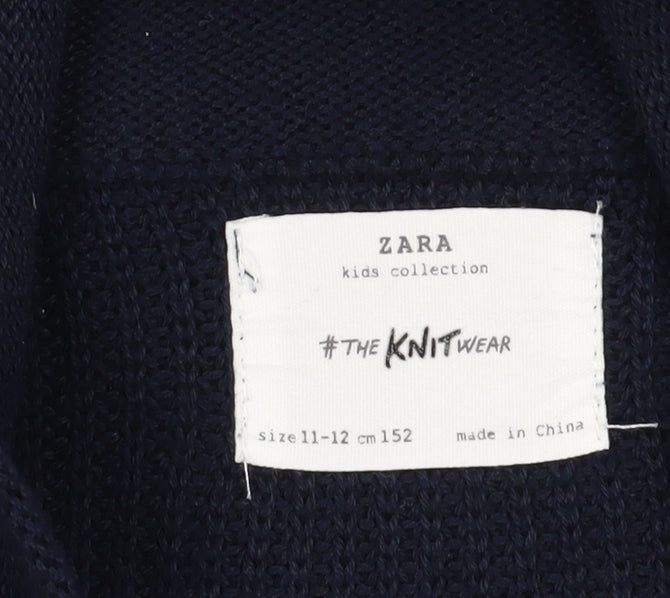 ZARA
kids collection
#THE KNITWEAR
size 11-12 cm 152 made in China